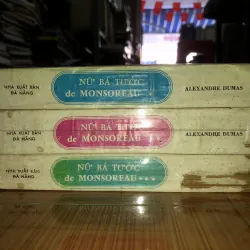 NHÀ XUẤT BẢN
ĐÀ NẴNG
NỮ BÁ TƯỚC
de MONSOREAU *
ALEXANDRE DUMAS
NHÀ XUẤT BẢN
ĐÀ NẴNG
NỮ BÁ TƯỚC
de MONSOREAU **
ALEXANDRE DUMAS
NHÀ XUẤT BẢN
ĐÀ NẴNG
NỮ BÁ TƯỚC
de MONSOREAU ***
ALEXANDRE DUMAS